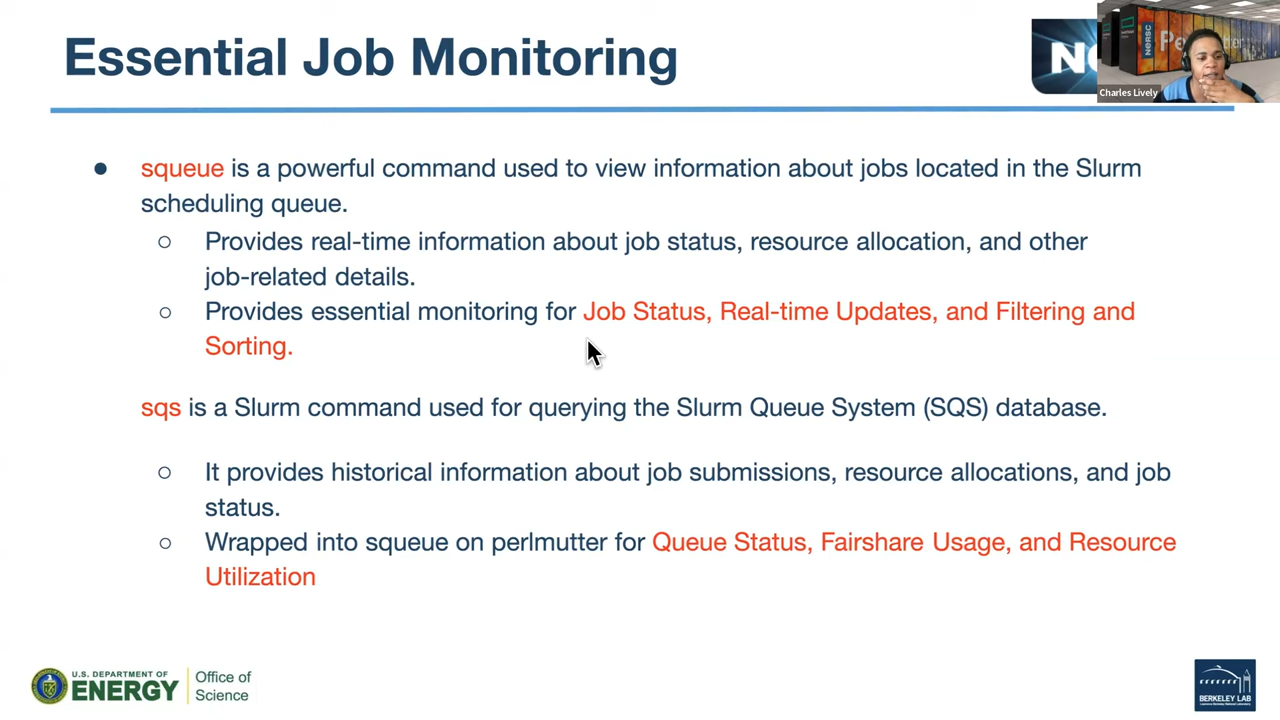 Essential Job Monitoring
NERSC
Charles Lively
● squeue is a powerful command used to view information about jobs located in the Slurm
scheduling queue.
○ Provides real-time information about job status, resource allocation, and other
job-related details.
○ Provides essential monitoring for Job Status, Real-time Updates, and Filtering and
Sorting.
sqs is a Slurm command used for querying the Slurm Queue System (SQS) database.
○ It provides historical information about job submissions, resource allocations, and job
status.
○ Wrapped into squeue on perlmutter for Queue Status, Fairshare Usage, and Resource
Utilization
U.S. DEPARTMENT OF
ENERGY
Office of
Science
BERKELEY LAB